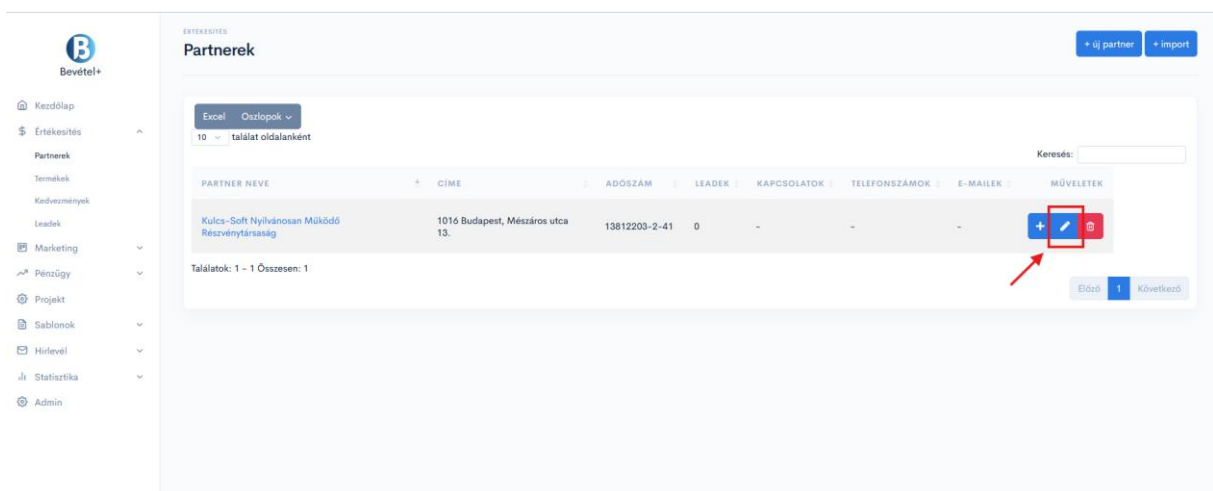 B
Bevétel+
Kezdőlap
Értékesítés
Partnerek
Termékek
Kedvezmények
Leadek
Marketing
Pénzügy
Projekt
Sablonok
Hírlevél
Statisztika
Admin
ÉRTÉKESÍTÉS
Partnerek
+ új partner + import
Excel Oszlopok
10 találat oldalanként
Keresés:
PARTNER NEVE CÍME ADÓSZÁM LEADEK KAPCSOLATOK TELEFONSZÁMOK E-MAILEK MŰVELETEK
Kulcs-Soft Nyilvánosan Működő 1016 Budapest, Mészáros utca 13812203-2-41 0 - - -
Részvénytársaság 13.
Találatok: 1 - 1 Összesen: 1
Előző 1 Következő